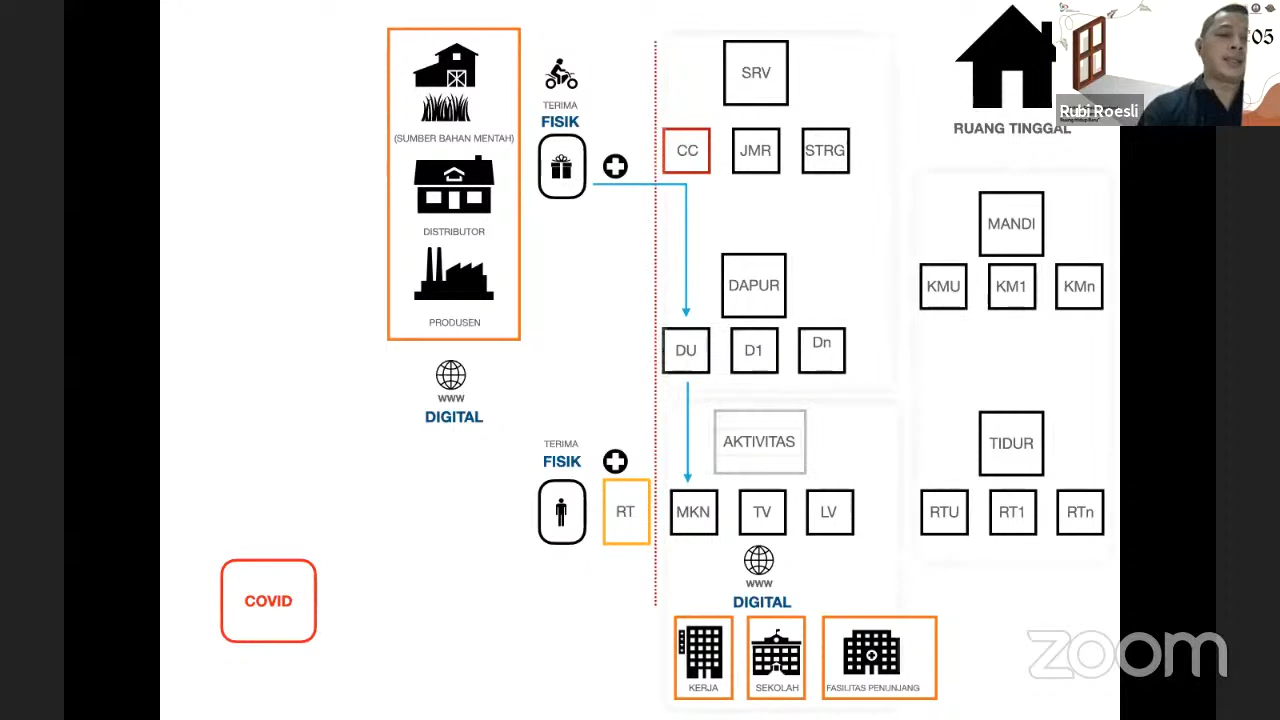 (SUMBER BAHAN MENTAH)
DISTRIBUTOR
PRODUSEN
WWW
DIGITAL
TERIMA
FISIK
TERIMA
FISIK
RT
COVID
SRV
CC
JMR
STRG
DAPUR
DU
D1
Dn
AKTIVITAS
MKN
TV
LV
WWW
DIGITAL
KERJA
SEKOLAH
FASILITAS PENUNJANG
RUANG TINGGAL
MANDI
KMU
KM1
KMn
TIDUR
RTU
RT1
RTn
Rubi Roesli
05
zoom